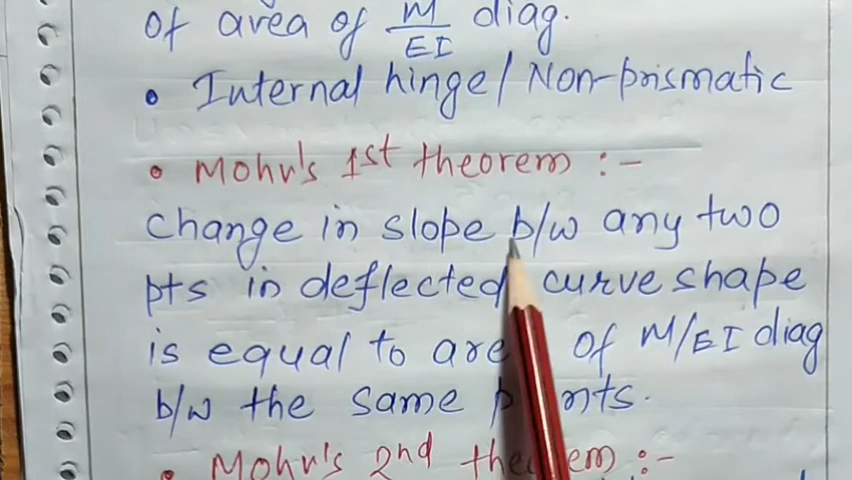 of area of M/EI diag.
• Internal hinge/Non-prismatic
• Mohr's 1st theorem :-
change in slope b/w any two
pts in deflected curve shape
is equal to are of M/EI diag
b/w the same points.
• Mohr's 2nd theorem :-